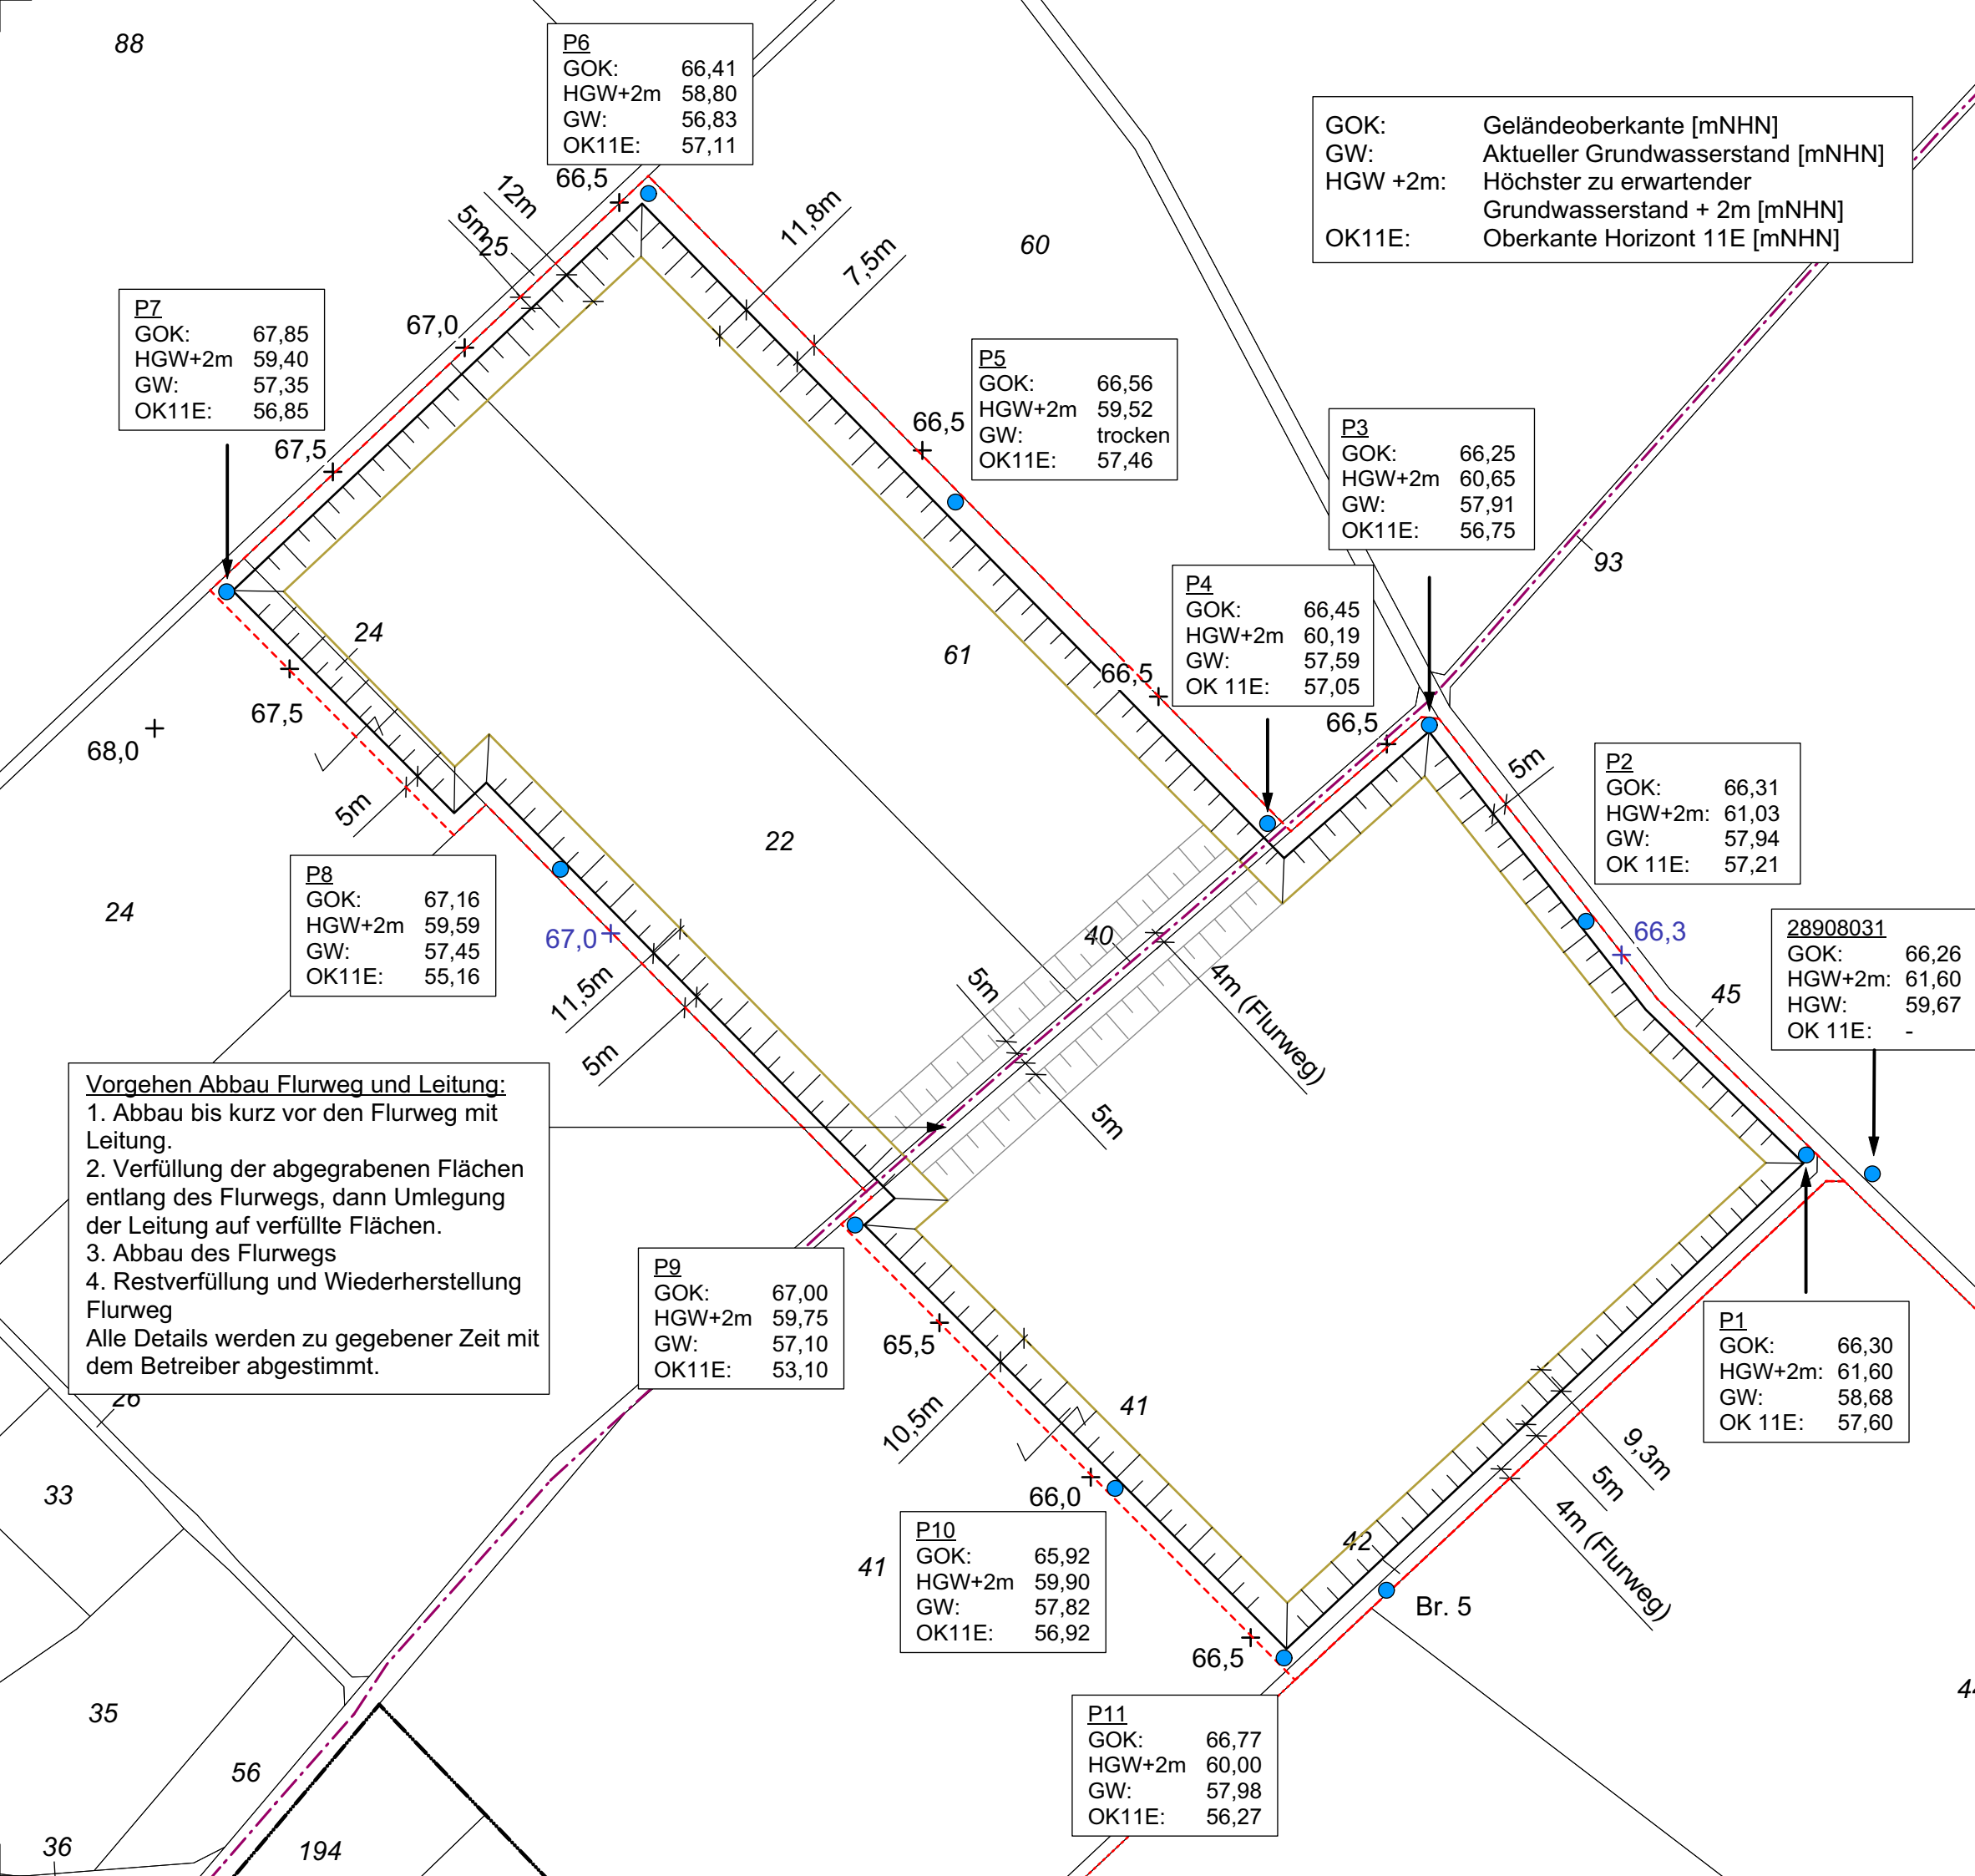 88
P6
GOK: 66,41
HGW+2m 58,80
GW: 56,83
OK11E: 57,11
GOK: Geländeoberkante [mNHN]
GW: Aktueller Grundwasserstand [mNHN]
HGW +2m: Höchster zu erwartender
Grundwasserstand + 2m [mNHN]
OK11E: Oberkante Horizont 11E [mNHN]
66,5
12m
5m
25
11,8m
7,5m
60
P7
GOK: 67,85
HGW+2m 59,40
GW: 57,35
OK11E: 56,85
67,0
67,5
P5
GOK: 66,56
HGW+2m 59,52
GW: trocken
OK11E: 57,46
66,5
P3
GOK: 66,25
HGW+2m 60,65
GW: 57,91
OK11E: 56,75
93
P4
GOK: 66,45
HGW+2m 60,19
GW: 57,59
OK 11E: 57,05
24
61
66,5
66,5
67,5
68,0
5m
5m
P2
GOK: 66,31
HGW+2m: 61,03
GW: 57,94
OK 11E: 57,21
22
P8
GOK: 67,16
HGW+2m 59,59
GW: 57,45
OK11E: 55,16
24
67,0
11,5m
5m
40
5m
4m (Flurweg)
5m
66,3
45
28908031
GOK: 66,26
HGW+2m: 61,60
HGW: 59,67
OK 11E: -
Vorgehen Abbau Flurweg und Leitung:
1. Abbau bis kurz vor den Flurweg mit
Leitung.
2. Verfüllung der abgegrabenen Flächen
entlang des Flurwegs, dann Umlegung
der Leitung auf verfüllte Flächen.
3. Abbau des Flurwegs
4. Restverfüllung und Wiederherstellung
Flurweg
Alle Details werden zu gegebener Zeit mit
dem Betreiber abgestimmt.
P9
GOK: 67,00
HGW+2m 59,75
GW: 57,10
OK11E: 53,10
65,5
10,5m
41
P1
GOK: 66,30
HGW+2m: 61,60
GW: 58,68
OK 11E: 57,60
26
33
9,3m
5m
4m (Flurweg)
66,0
42
P10
GOK: 65,92
HGW+2m 59,90
GW: 57,82
OK11E: 56,92
41
Br. 5
66,5
35
56
P11
GOK: 66,77
HGW+2m 60,00
GW: 57,98
OK11E: 56,27
36
194